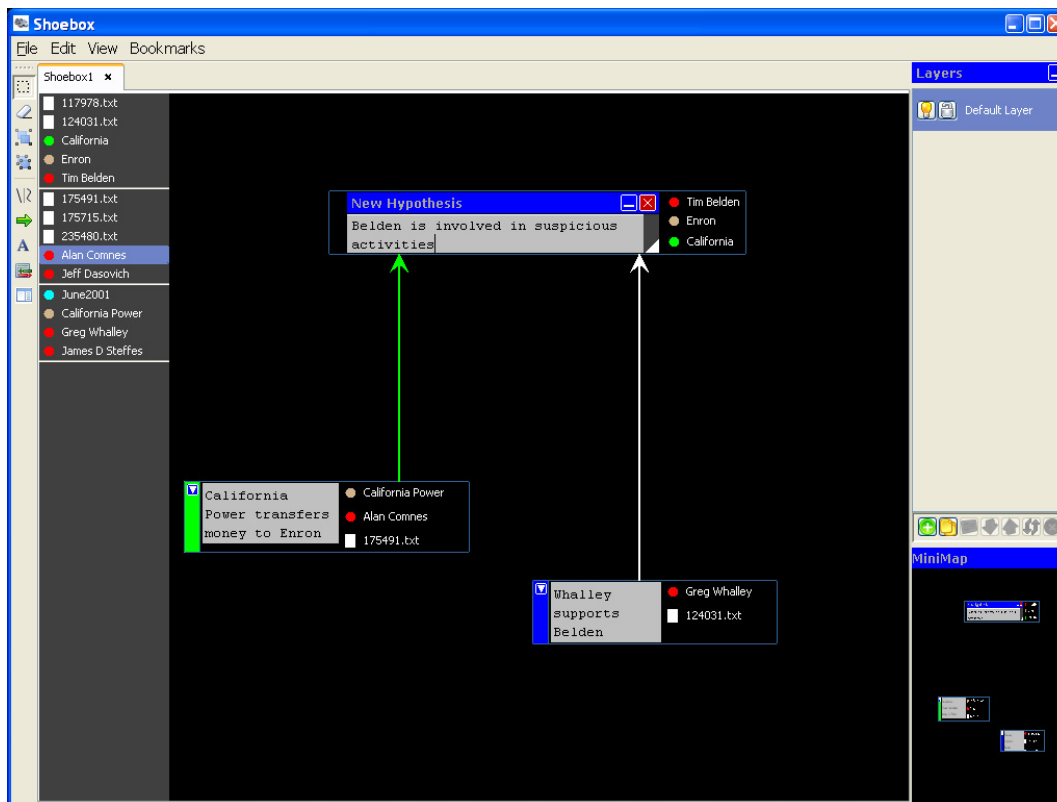 Shoebox
File Edit View Bookmarks
Shoebox1
117978.txt
124031.txt
California
Enron
Tim Belden
175491.txt
175715.txt
235480.txt
Alan Comnes
Jeff Dasovich
June2001
California Power
Greg Whalley
James D Steffes
New Hypothesis
Belden is involved in suspicious
activities
Tim Belden
Enron
California
California
Power transfers
money to Enron
California Power
Alan Comnes
175491.txt
Whalley
supports
Belden
Greg Whalley
124031.txt
Layers
Default Layer
MiniMap